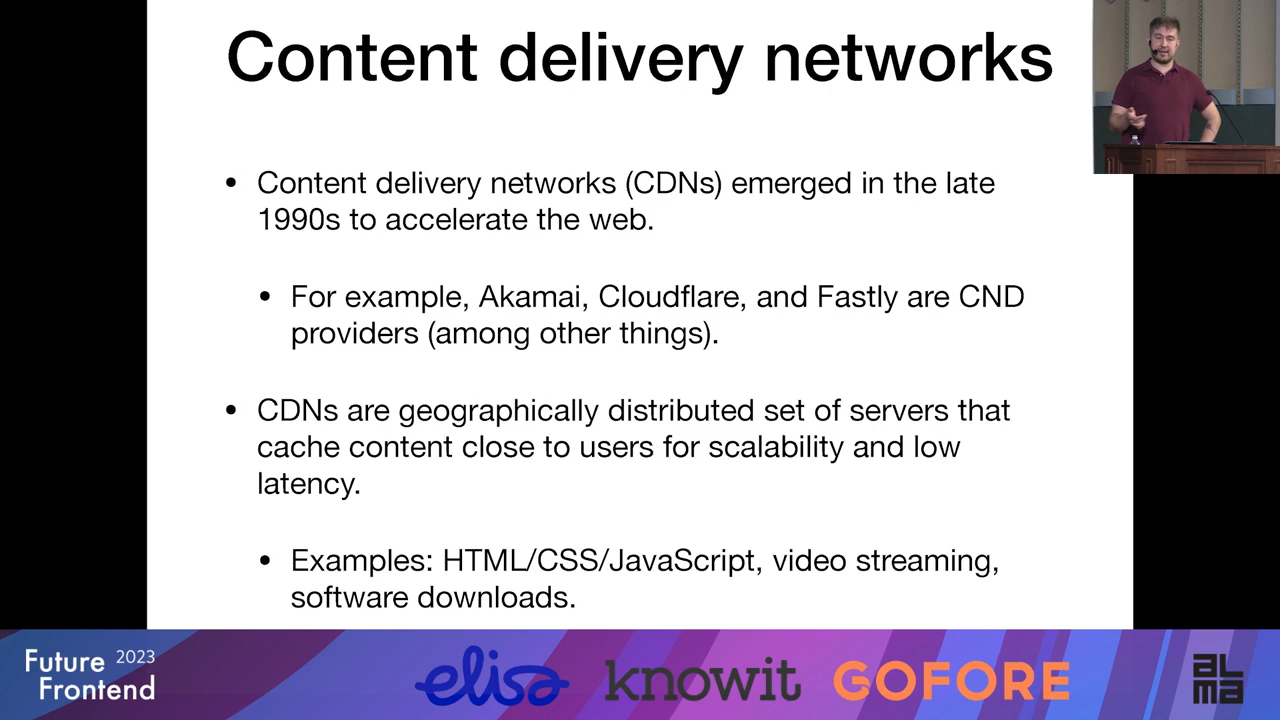 Content delivery networks
• Content delivery networks (CDNs) emerged in the late
1990s to accelerate the web.
• For example, Akamai, Cloudflare, and Fastly are CND
providers (among other things).
• CDNs are geographically distributed set of servers that
cache content close to users for scalability and low
latency.
• Examples: HTML/CSS/JavaScript, video streaming,
software downloads.
Future 2023
Frontend
elisa
knowit
GOFORE
ALMA